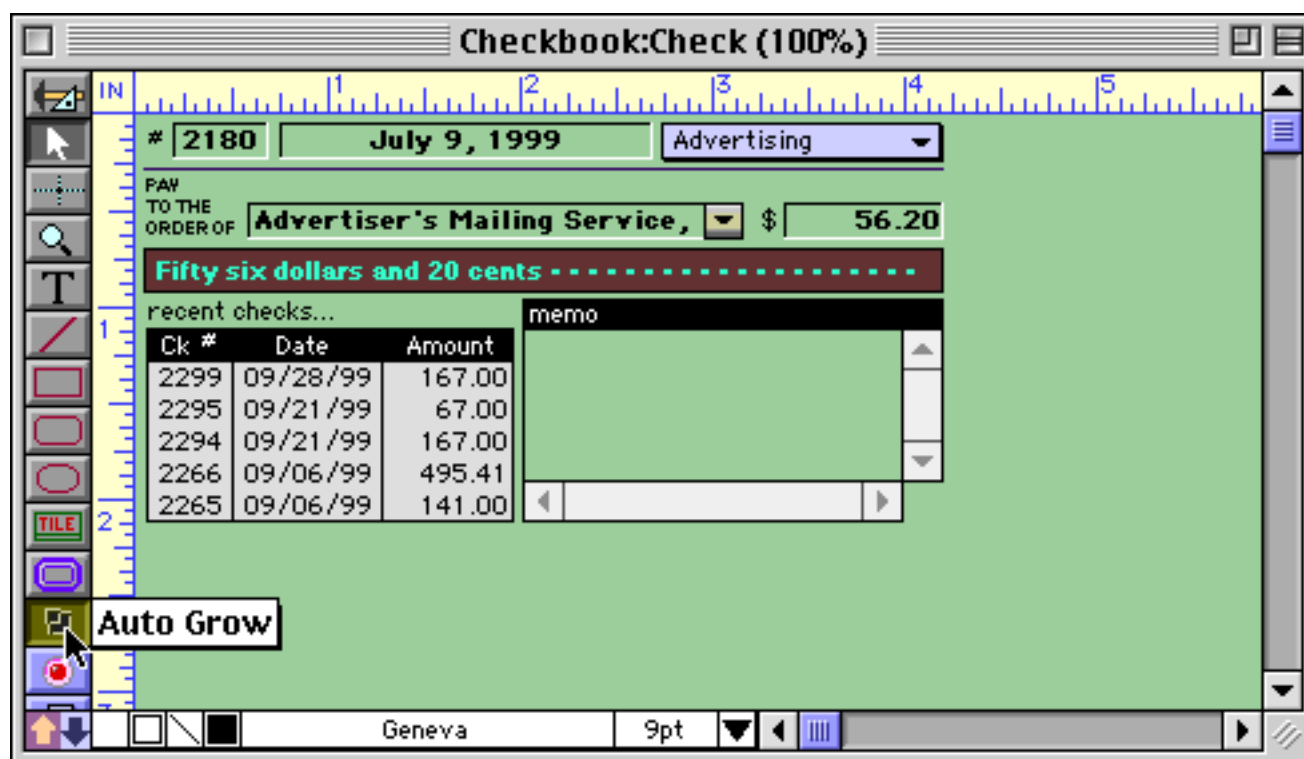 Checkbook:Check (100%)
IN 1 2 3 4 5
# 2180 July 9, 1999 Advertising
PAY
TO THE
ORDER OF Advertiser's Mailing Service, $ 56.20
Fifty six dollars and 20 cents - - - - - - - - - - - - - - - - - - - -
recent checks...
memo
Ck # Date Amount
2299 09/28/99 167.00
2295 09/21/99 67.00
2294 09/21/99 167.00
2266 09/06/99 495.41
2265 09/06/99 141.00
T
1
TILE
2
Auto Grow
Geneva 9pt